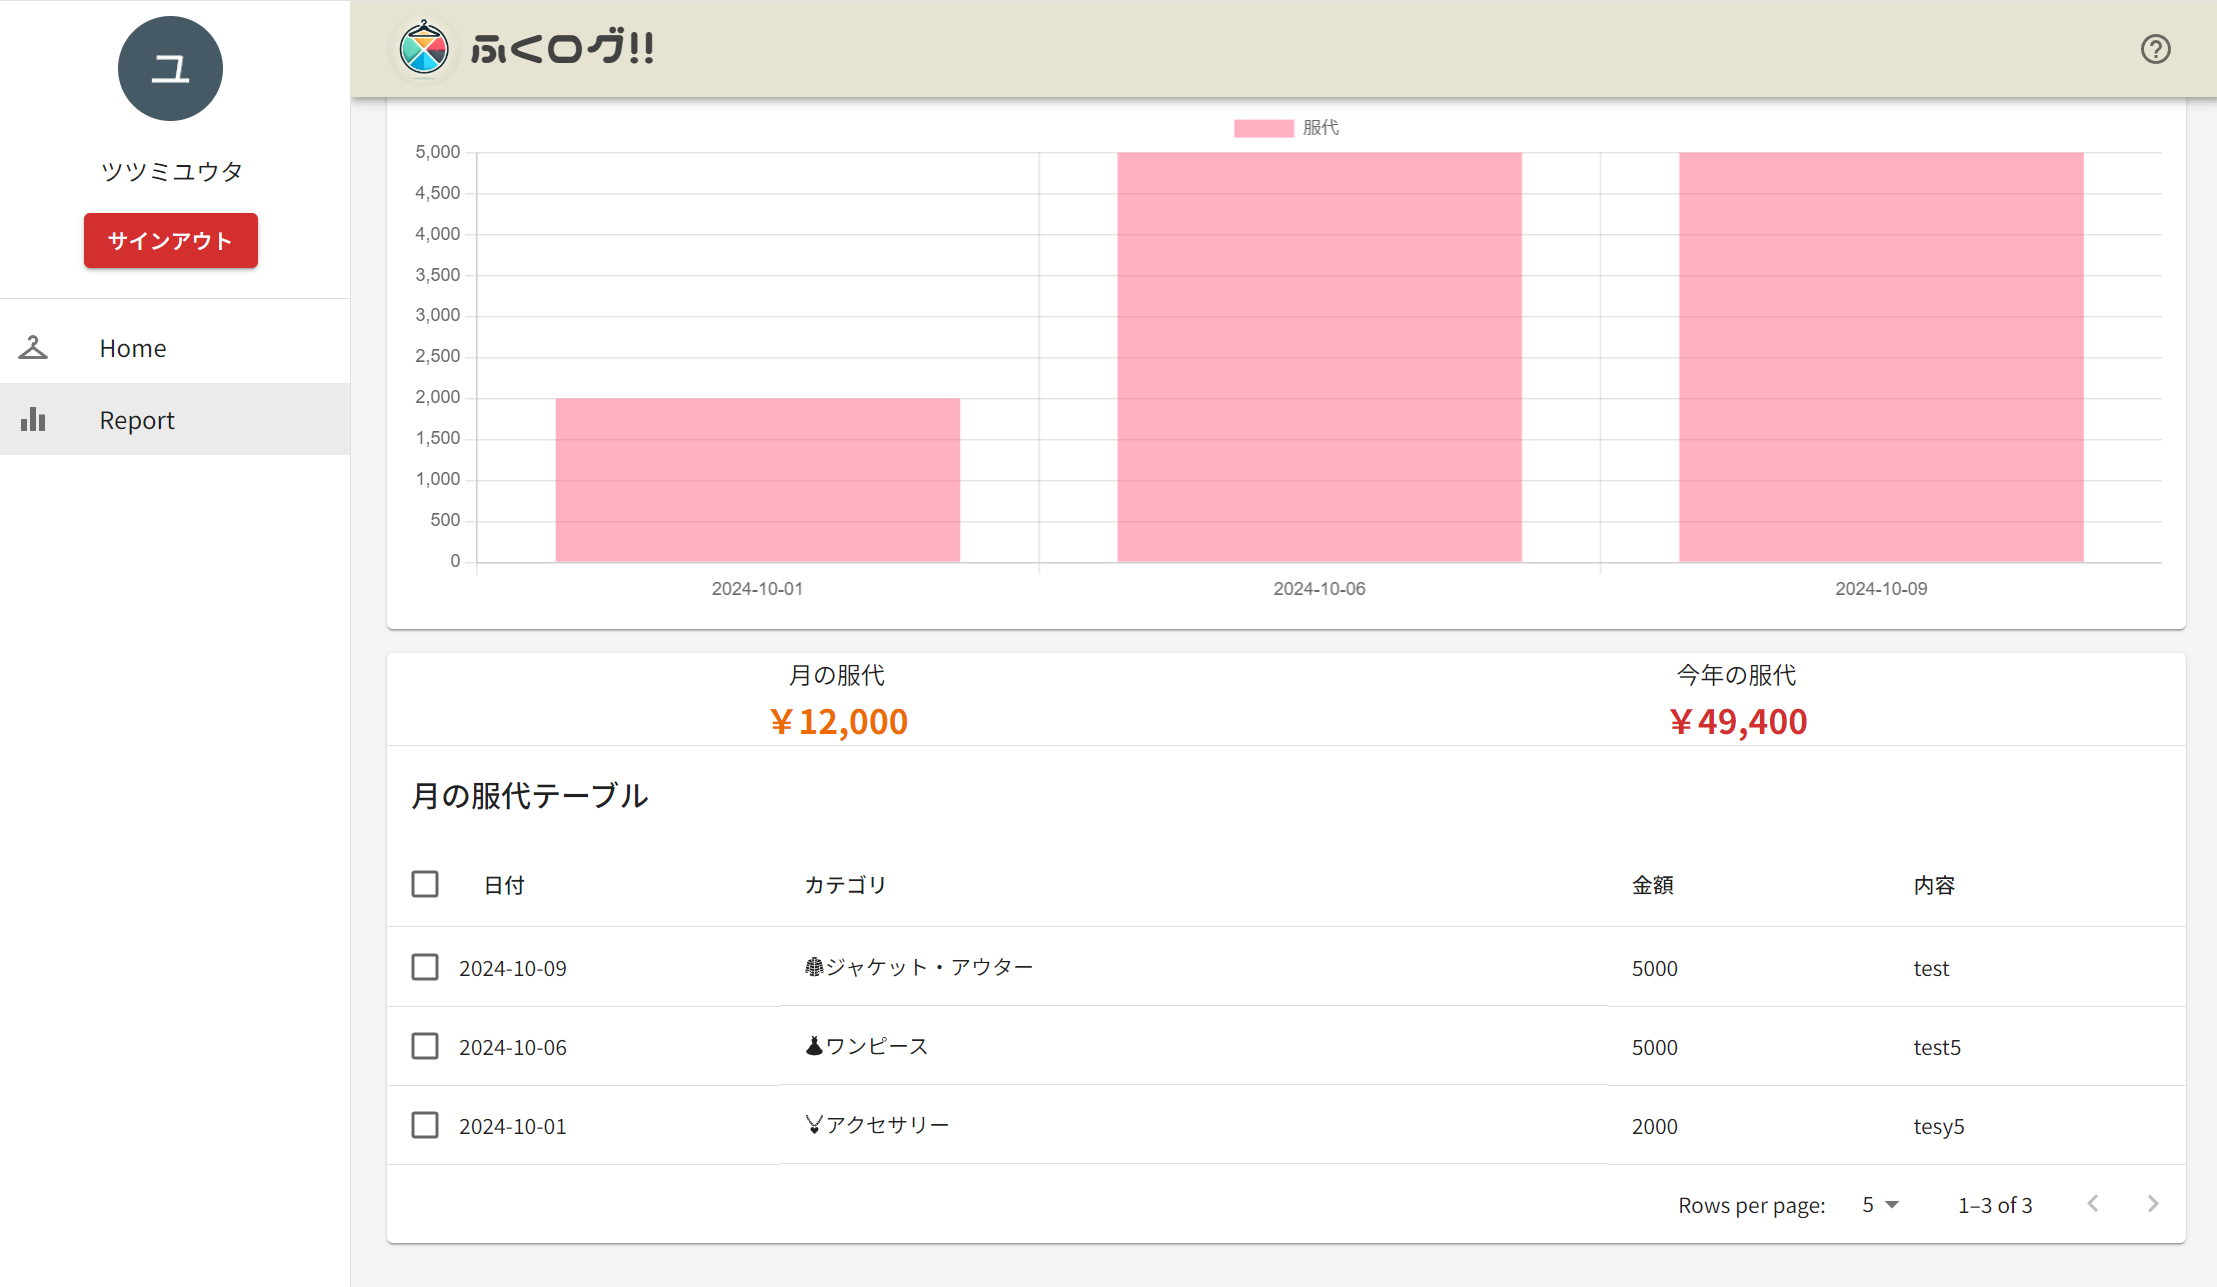 ユ
ツツミユウタ
サインアウト
Home
Report
ふくログ!!
服代
5,000
4,500
4,000
3,500
3,000
2,500
2,000
1,500
1,000
500
0
2024-10-01 2024-10-06 2024-10-09
月の服代 今年の服代
￥12,000 ￥49,400
月の服代テーブル
日付 カテゴリ 金額 内容
2024-10-09 ジャケット・アウター 5000 test
2024-10-06 ワンピース 5000 test5
2024-10-01 アクセサリー 2000 tesy5
Rows per page: 5 1–3 of 3